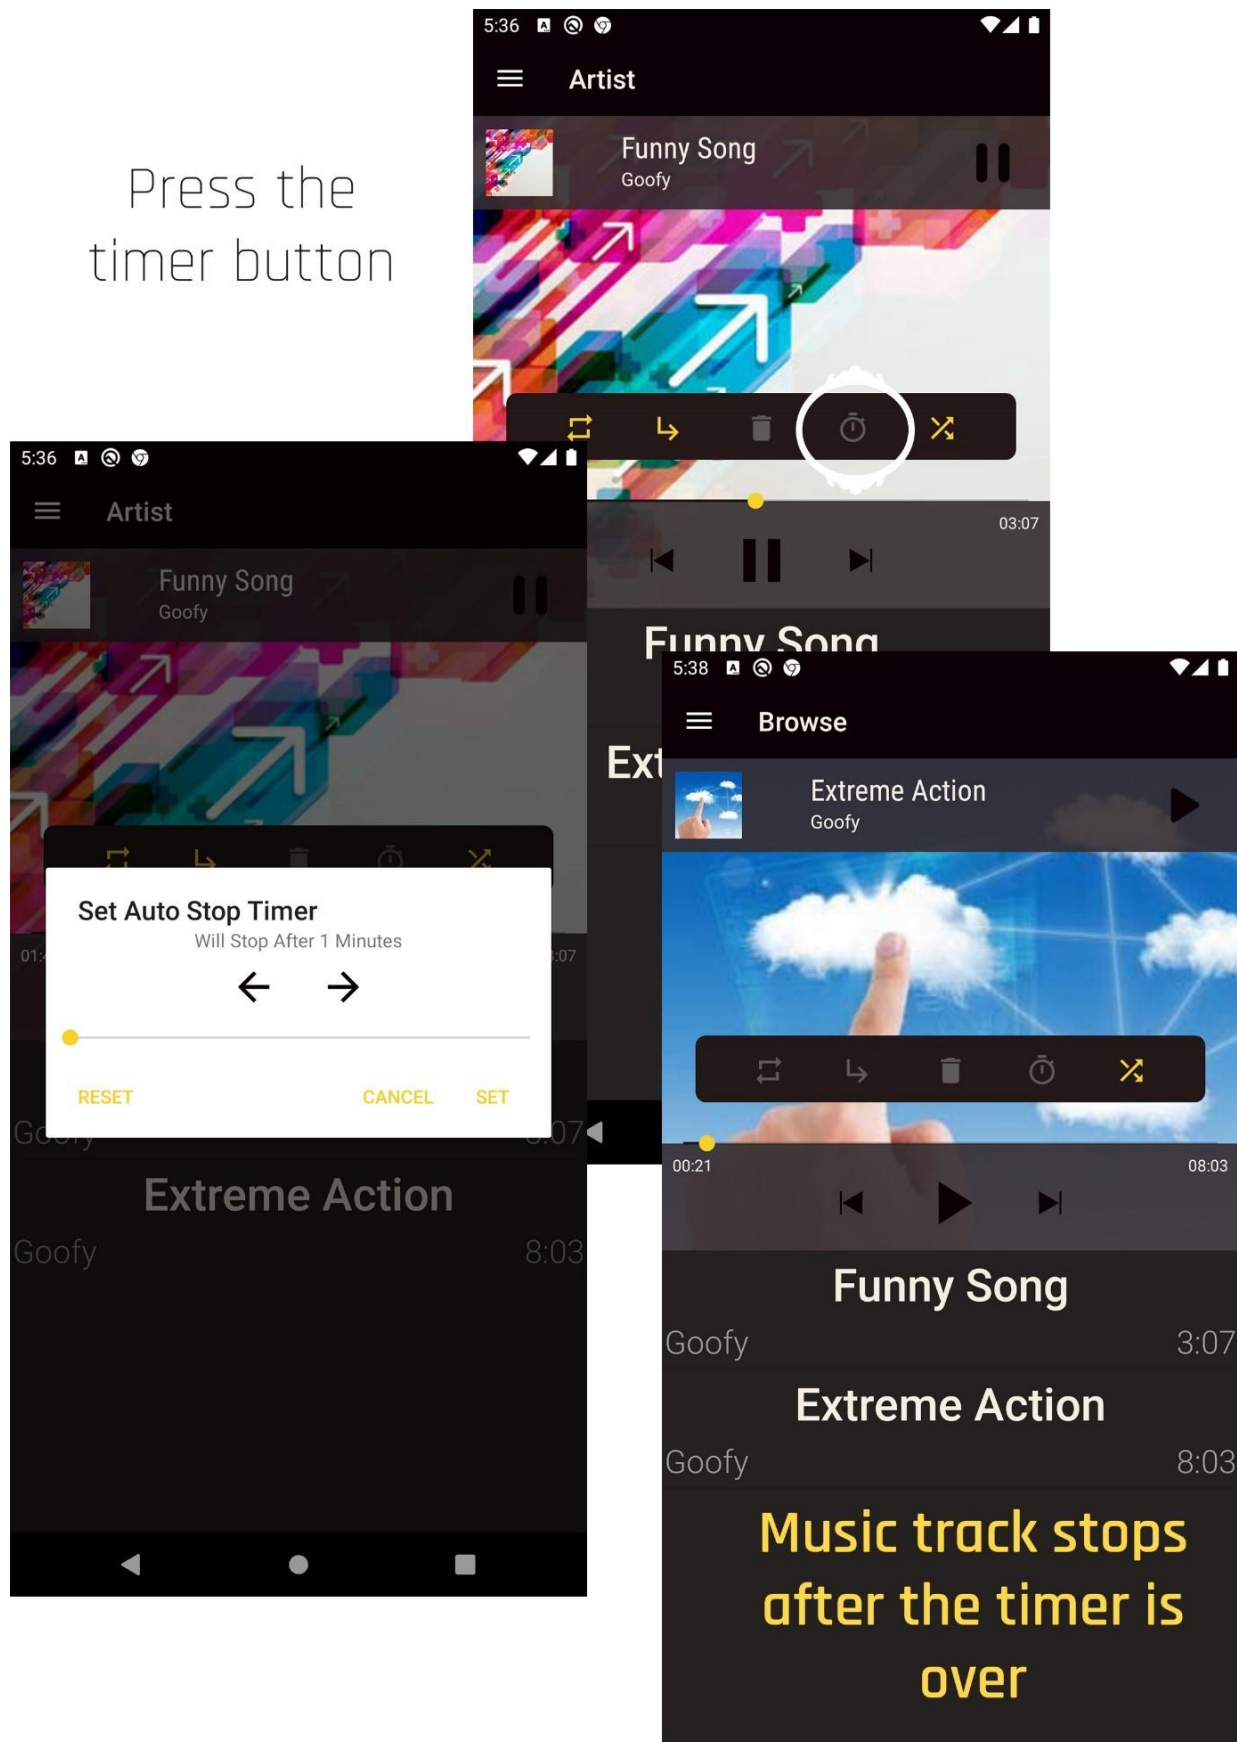 Press the
timer button
5:36
Artist
Funny Song
Goofy
03:07
Funny Song
5:36
Artist
Funny Song
Goofy
Set Auto Stop Timer
Will Stop After 1 Minutes
RESET CANCEL SET
Extreme Action
Goofy 8:03
5:38
Browse
Extreme Action
Goofy
00:21 08:03
Funny Song
Goofy 3:07
Extreme Action
Goofy 8:03
Music track stops
after the timer is
over